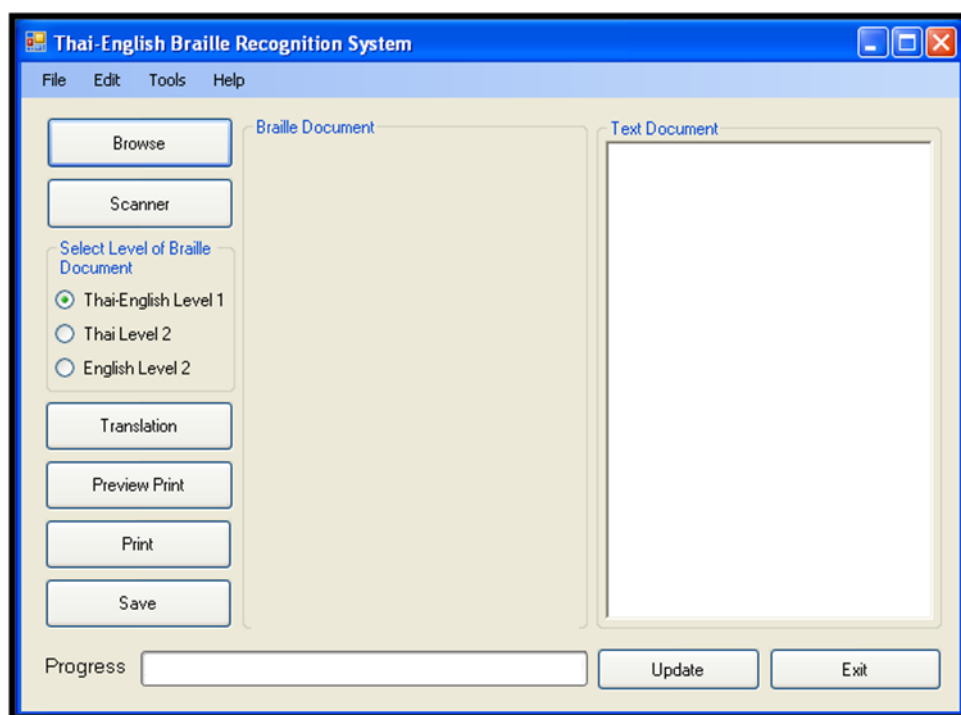 Thai-English Braille Recognition System
File Edit Tools Help
Browse
Scanner
Select Level of Braille
Document
Thai-English Level 1
Thai Level 2
English Level 2
Translation
Preview Print
Print
Save
Braille Document
Text Document
Progress
Update
Exit